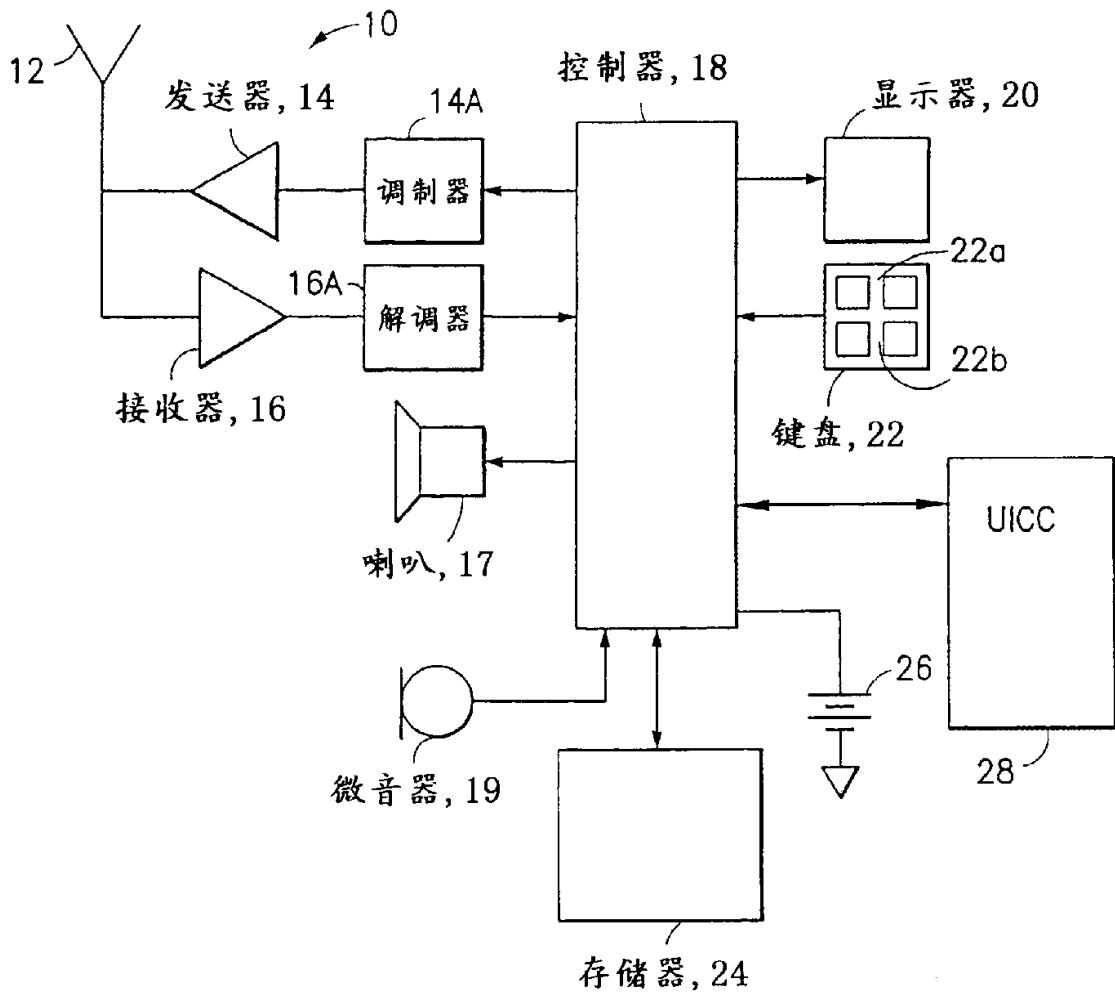 10
12
发送器, 14
14A
控制器, 18
显示器, 20
调制器
16A
22a
解调器
22b
接收器, 16
键盘, 22
喇叭, 17
UICC
26
微音器, 19
28
存储器, 24